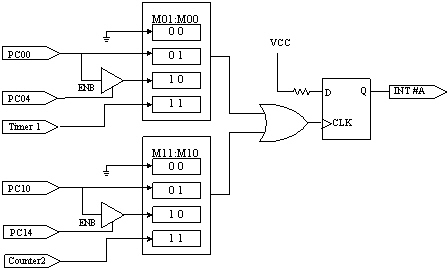 M01:M00
0 0
PC00
0 1
1 0
ENB
PC04
1 1
Timer 1
VCC
D
Q
INT #A
CLK
M11:M10
0 0
PC10
0 1
1 0
ENB
PC14
1 1
Counter2